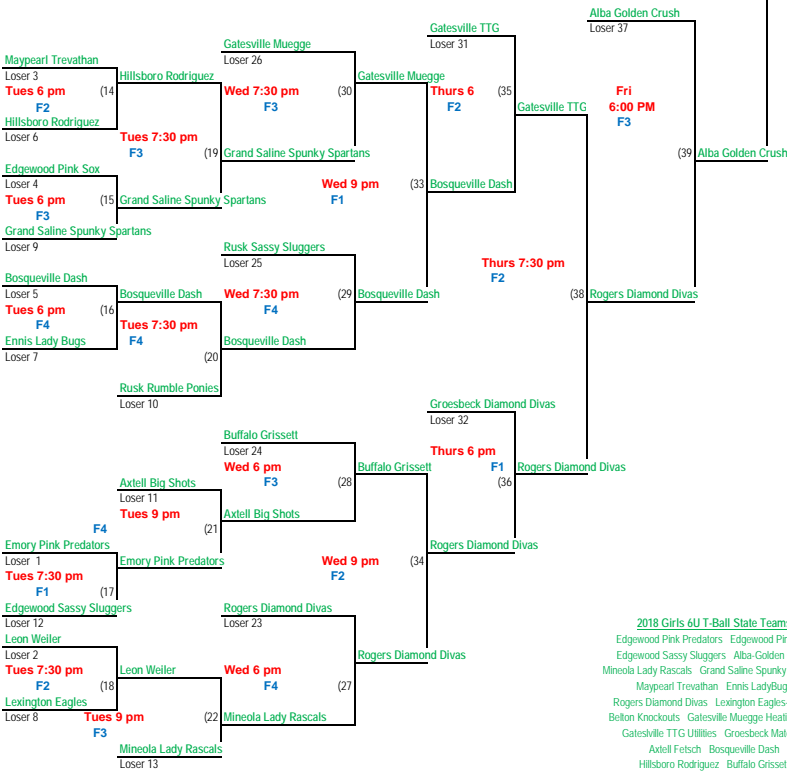 Alba Golden Crush
Loser 37
Gatesville TTG
Loser 31
Gatesville Muegge
Loser 26
Maypearl Trevathan
Loser 3
Hillsboro Rodriguez
Gatesville Muegge
Tues 6 pm (14
Wed 7:30 pm (30
Thurs 6 (35
Fri
F2
F3
F2
Gatesville TTG
6:00 PM
Hillsboro Rodriguez
F3
Loser 6
Tues 7:30 pm
F3 (19
Grand Saline Spunky Spartans
(39 Alba Golden Crush
Edgewood Pink Sox
Loser 4
Wed 9 pm (33
Bosqueville Dash
Tues 6 pm (15
Grand Saline Spunky Spartans
F1
F3
Grand Saline Spunky Spartans
Loser 9
Rusk Sassy Sluggers
Loser 25
Thurs 7:30 pm
Bosqueville Dash
F2
Loser 5
Bosqueville Dash
Wed 7:30 pm (29
Bosqueville Dash
(38 Rogers Diamond Divas
Tues 6 pm (16
F4
F4
Tues 7:30 pm
Ennis Lady Bugs
F4
Bosqueville Dash
Loser 7
(20
Rusk Rumble Ponies
Loser 10
Groesbeck Diamond Divas
Loser 32
Buffalo Grissett
Loser 24
Thurs 6 pm
Wed 6 pm
Buffalo Grissett
F1
Rogers Diamond Divas
Axtell Big Shots
F3 (28
(36
Loser 11
Tues 9 pm
Axtell Big Shots
F4 (21
Emory Pink Predators
Rogers Diamond Divas
Loser 1
Emory Pink Predators
Wed 9 pm (34
Tues 7:30 pm
F2
F1 (17
Edgewood Sassy Sluggers
Rogers Diamond Divas
Loser 12
Loser 23
2018 Girls 6U T-Ball State Teams
Leon Weiler
Edgewood Pink Predators Edgewood Pin
Loser 2
Rogers Diamond Divas
Edgewood Sassy Sluggers Alba-Golden
Tues 7:30 pm
Leon Weiler
Wed 6 pm
Mineola Lady Rascals Grand Saline Spunky
F2 (18
F4 (27
Maypearl Trevathan Ennis LadyBug
Lexington Eagles
Rogers Diamond Divas Lexington Eagles-
Loser 8
Tues 9 pm (22
Mineola Lady Rascals
Belton Knockouts Gatesville Muegge Heati
F3
Gateslville TTG Utilities Groesbeck Mat
Mineola Lady Rascals
Axtell Fetsch Bosqueville Dash
Loser 13
Hillsboro Rodriguez Buffalo Grisset